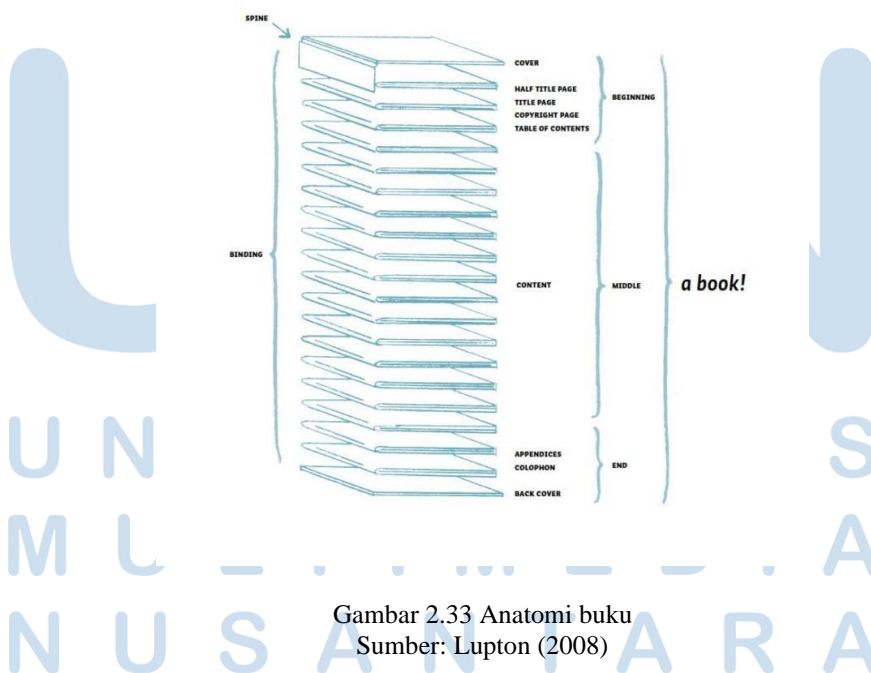 SPINE
COVER
HALF TITLE PAGE
TITLE PAGE
COPYRIGHT PAGE
TABLE OF CONTENTS
BEGINNING
BINDING
CONTENT
MIDDLE
a book!
APPENDICES
COLOPHON
BACK COVER
END
U N S
M U L T I M E D I A
Gambar 2.33 Anatomi buku
Sumber: Lupton (2008)
N U S A N T A R A